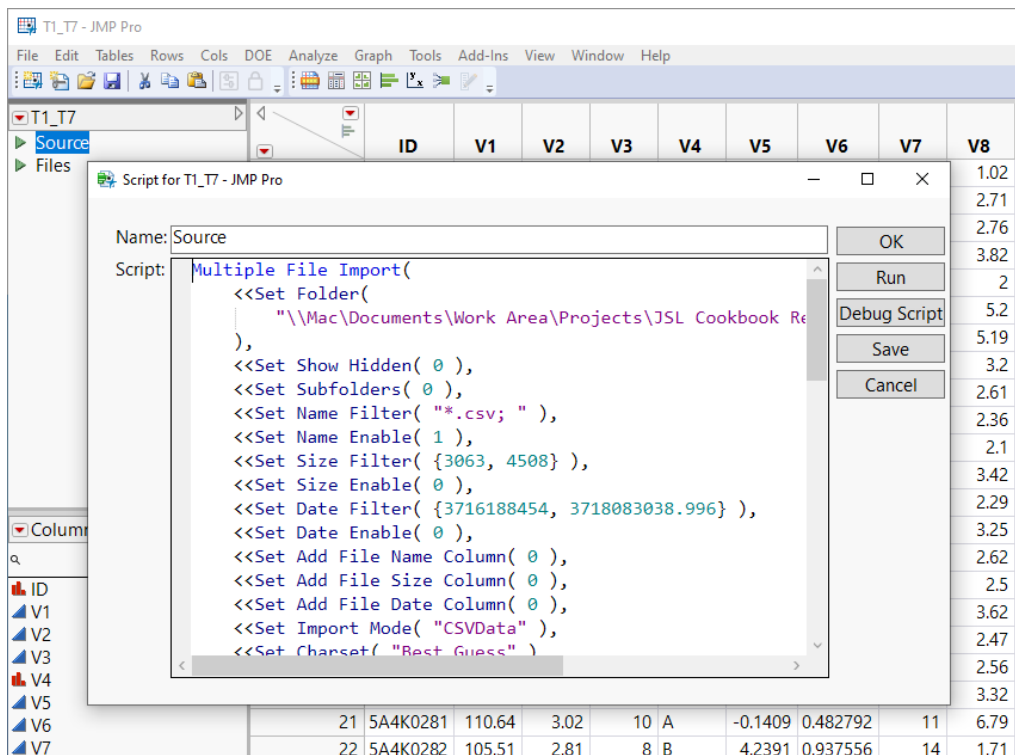 T1_T7 - JMP Pro
File Edit Tables Rows Cols DOE Analyze Graph Tools Add-Ins View Window Help
T1_T7
Source
Files
ID V1 V2 V3 V4 V5 V6 V7 V8
1.02
2.71
2.76
3.82
2
5.2
5.19
3.2
2.61
2.36
2.1
3.42
2.29
3.25
2.62
2.5
3.62
2.47
2.56
3.32
Script for T1_T7 - JMP Pro
Name: Source
OK
Script:
Run
Debug Script
Save
Cancel
Multiple File Import(
<<Set Folder(
"\\Mac\Documents\Work Area\Projects\JSL Cookbook Re
),
<<Set Show Hidden( 0 ),
<<Set Subfolders( 0 ),
<<Set Name Filter( "*.csv; " ),
<<Set Name Enable( 1 ),
<<Set Size Filter( {3063, 4508} ),
<<Set Size Enable( 0 ),
<<Set Date Filter( {3716188454, 3718083038.996} ),
<<Set Date Enable( 0 ),
<<Set Add File Name Column( 0 ),
<<Set Add File Size Column( 0 ),
<<Set Add File Date Column( 0 ),
<<Set Import Mode( "CSVData" ),
<<Set Charset( "Best Guess" )
Colum
ID
V1
V2
V3
V4
V5
V6
V7
21 5A4K0281 110.64 3.02 10 A -0.1409 0.482792 11 6.79
22 5A4K0282 105.51 2.81 8 B 4.2391 0.937556 14 1.71